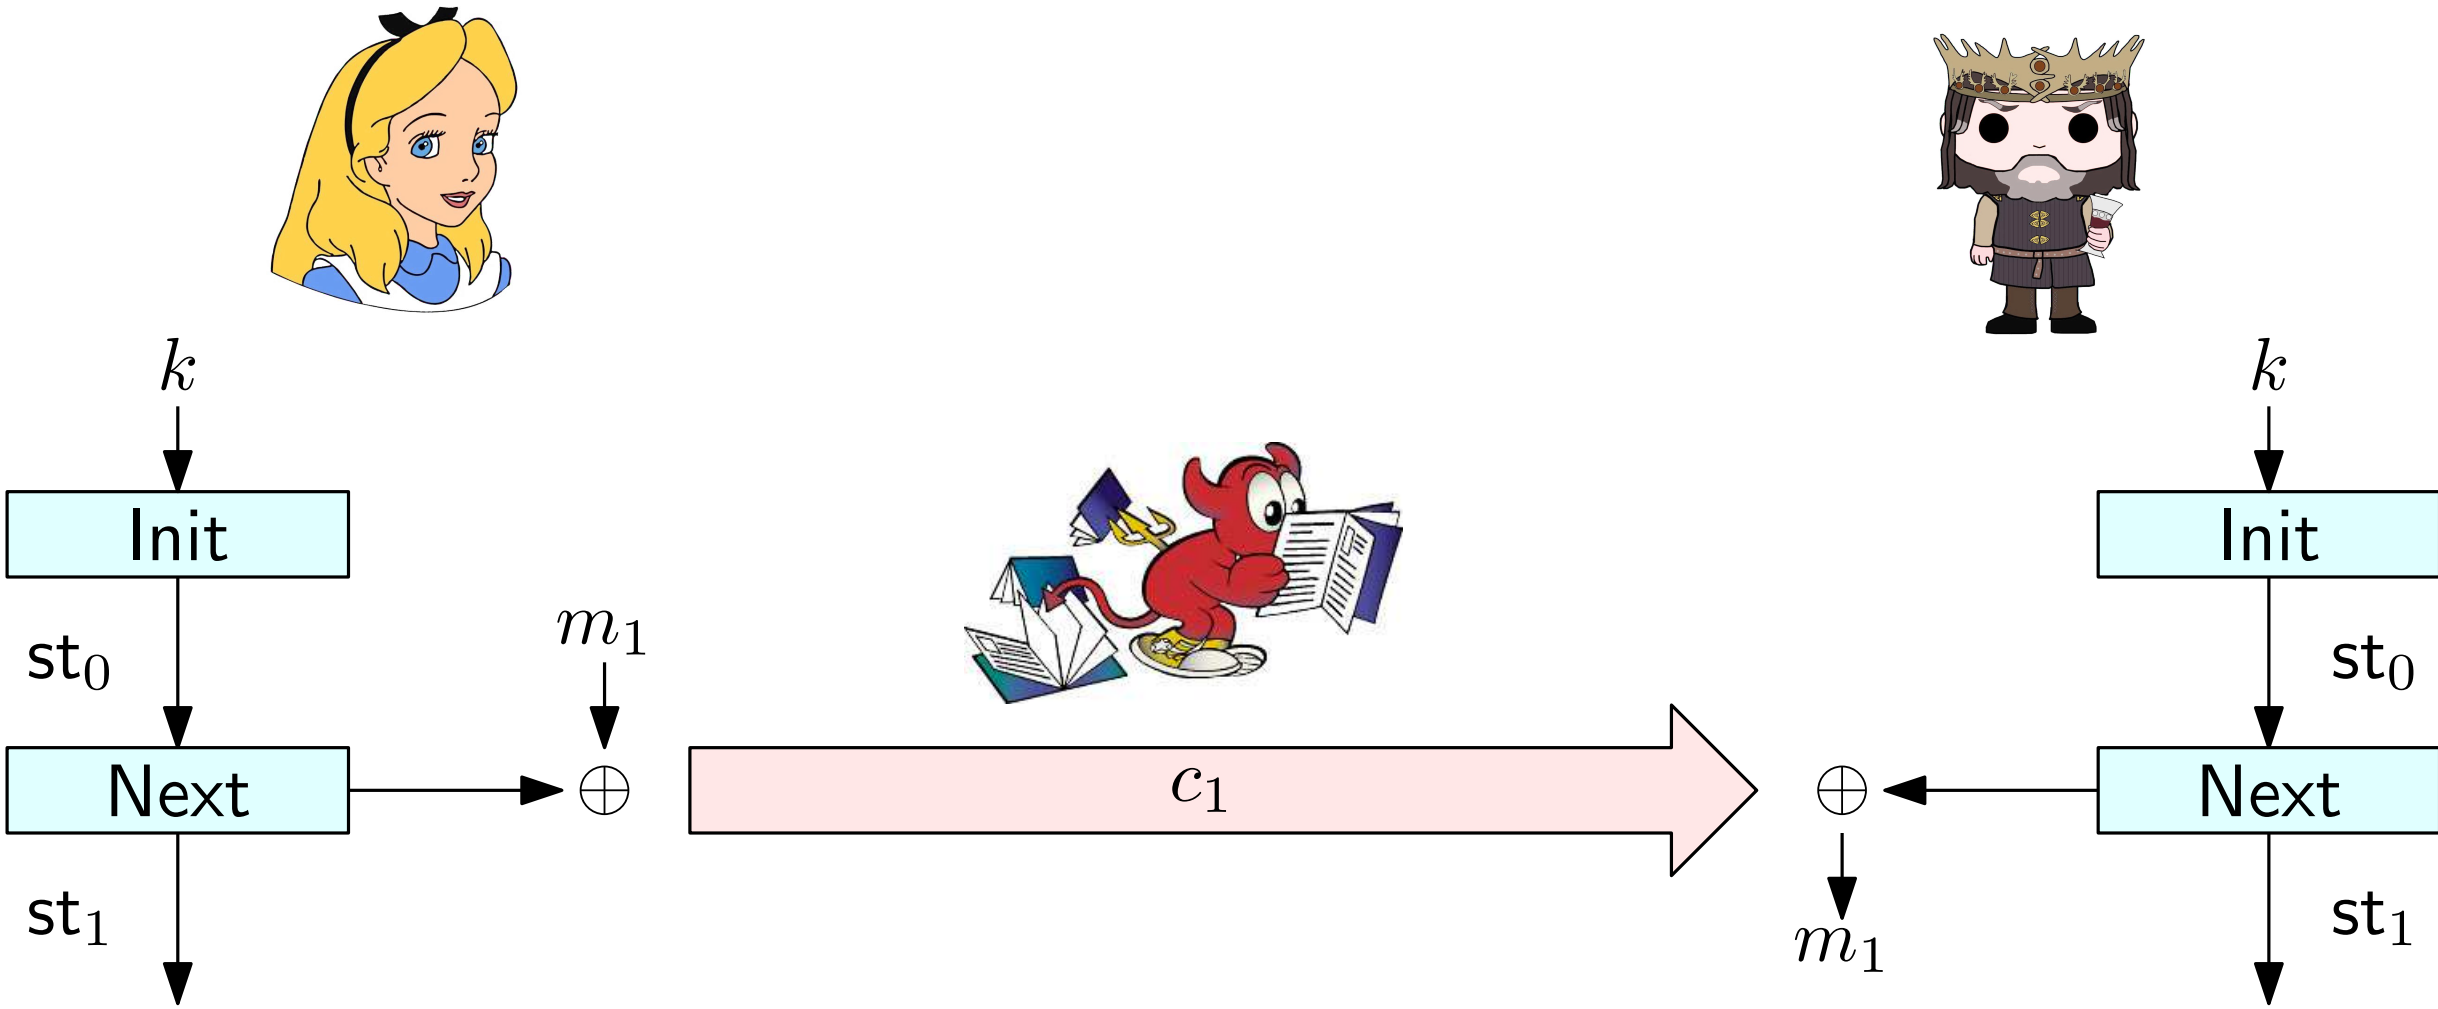 k k
Init Init
m₁
st₀ st₀
Next c₁ Next
st₁ st₁
m₁